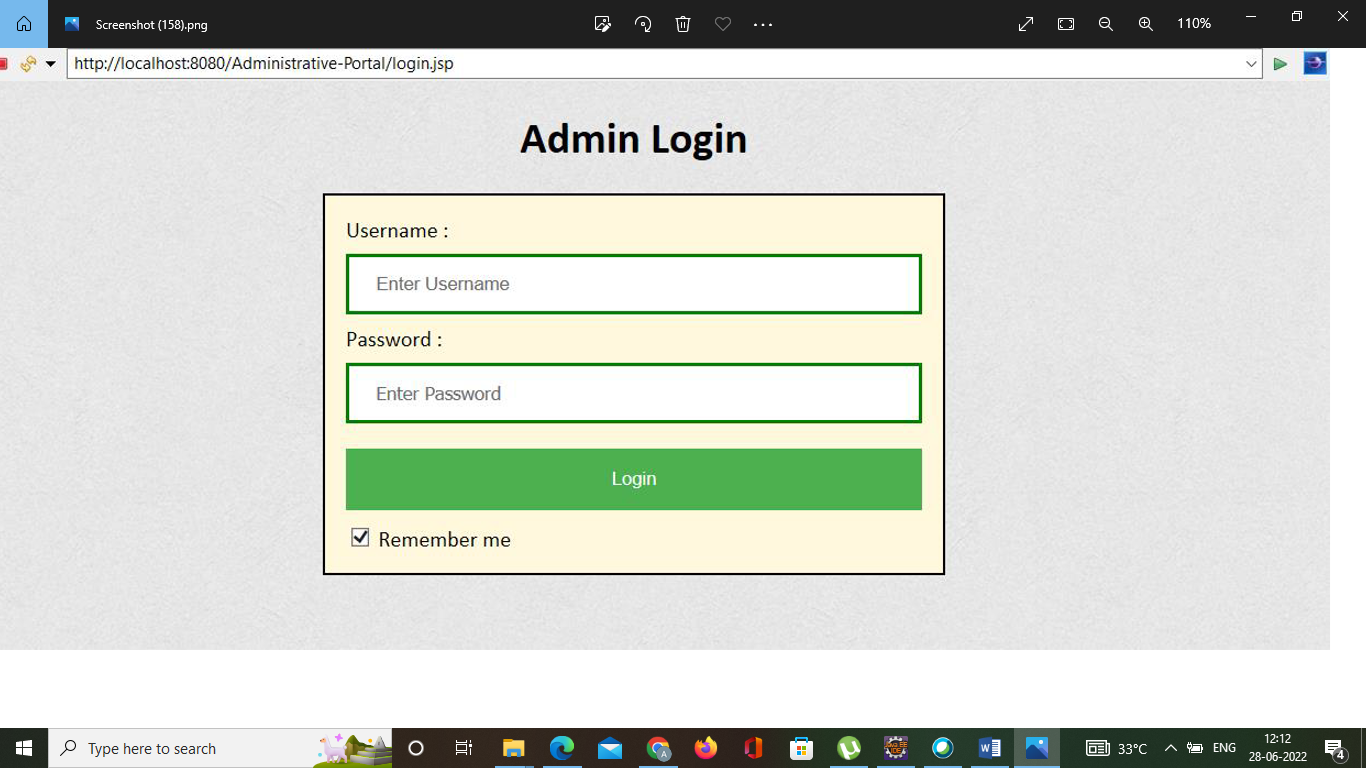 Screenshot (158).png
110%
http://localhost:8080/Administrative-Portal/login.jsp
Admin Login
Username :
Enter Username
Password :
Enter Password
Login
Remember me
Type here to search
A
W
33°C
ENG
12:12
28-06-2022
4